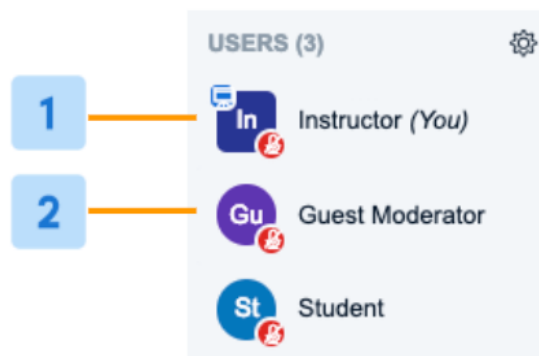 USERS (3)
1
In Instructor (You)
2
Gu Guest Moderator
St Student